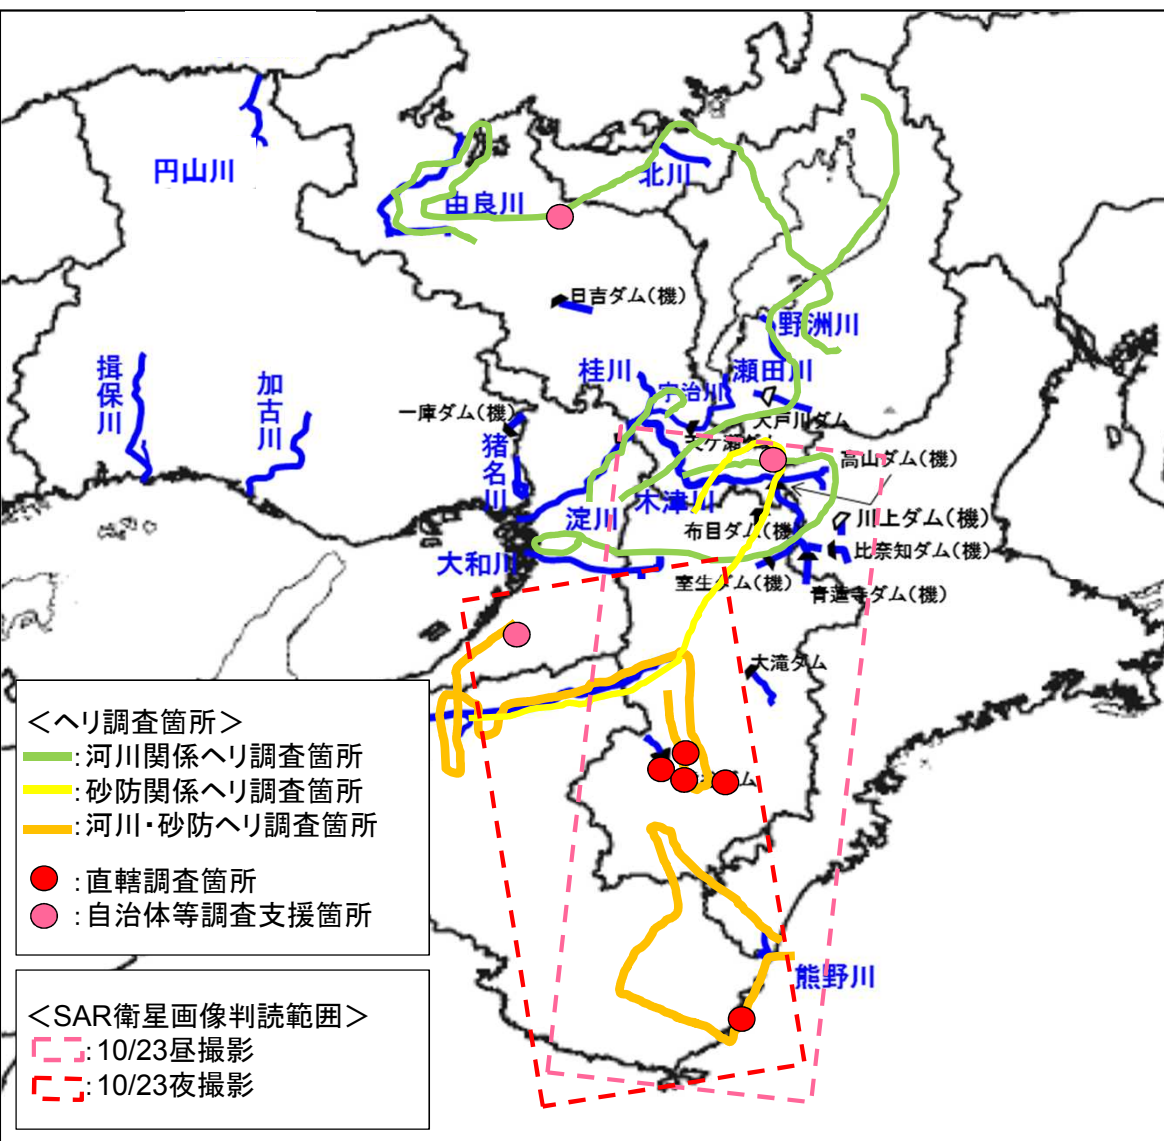 円山川
由良川
北川
日吉ダム(機)
野洲川
揖保川
加古川
桂川
宇治川
瀬田川
一庫ダム(機)
大戸川ダム
猪名川
天ケ瀬ダム
高山ダム(機)
淀川
木津川
布目ダム(機
川上ダム(機)
大和川
比奈知ダム(機)
室生ダム(機)
青蓮寺ダム(機)
大滝ダム
ダム
熊野川
<ヘリ調査箇所>
:河川関係ヘリ調査箇所
:砂防関係ヘリ調査箇所
:河川・砂防ヘリ調査箇所
:直轄調査箇所
:自治体等調査支援箇所
<SAR衛星画像判読範囲>
:10/23昼撮影
:10/23夜撮影